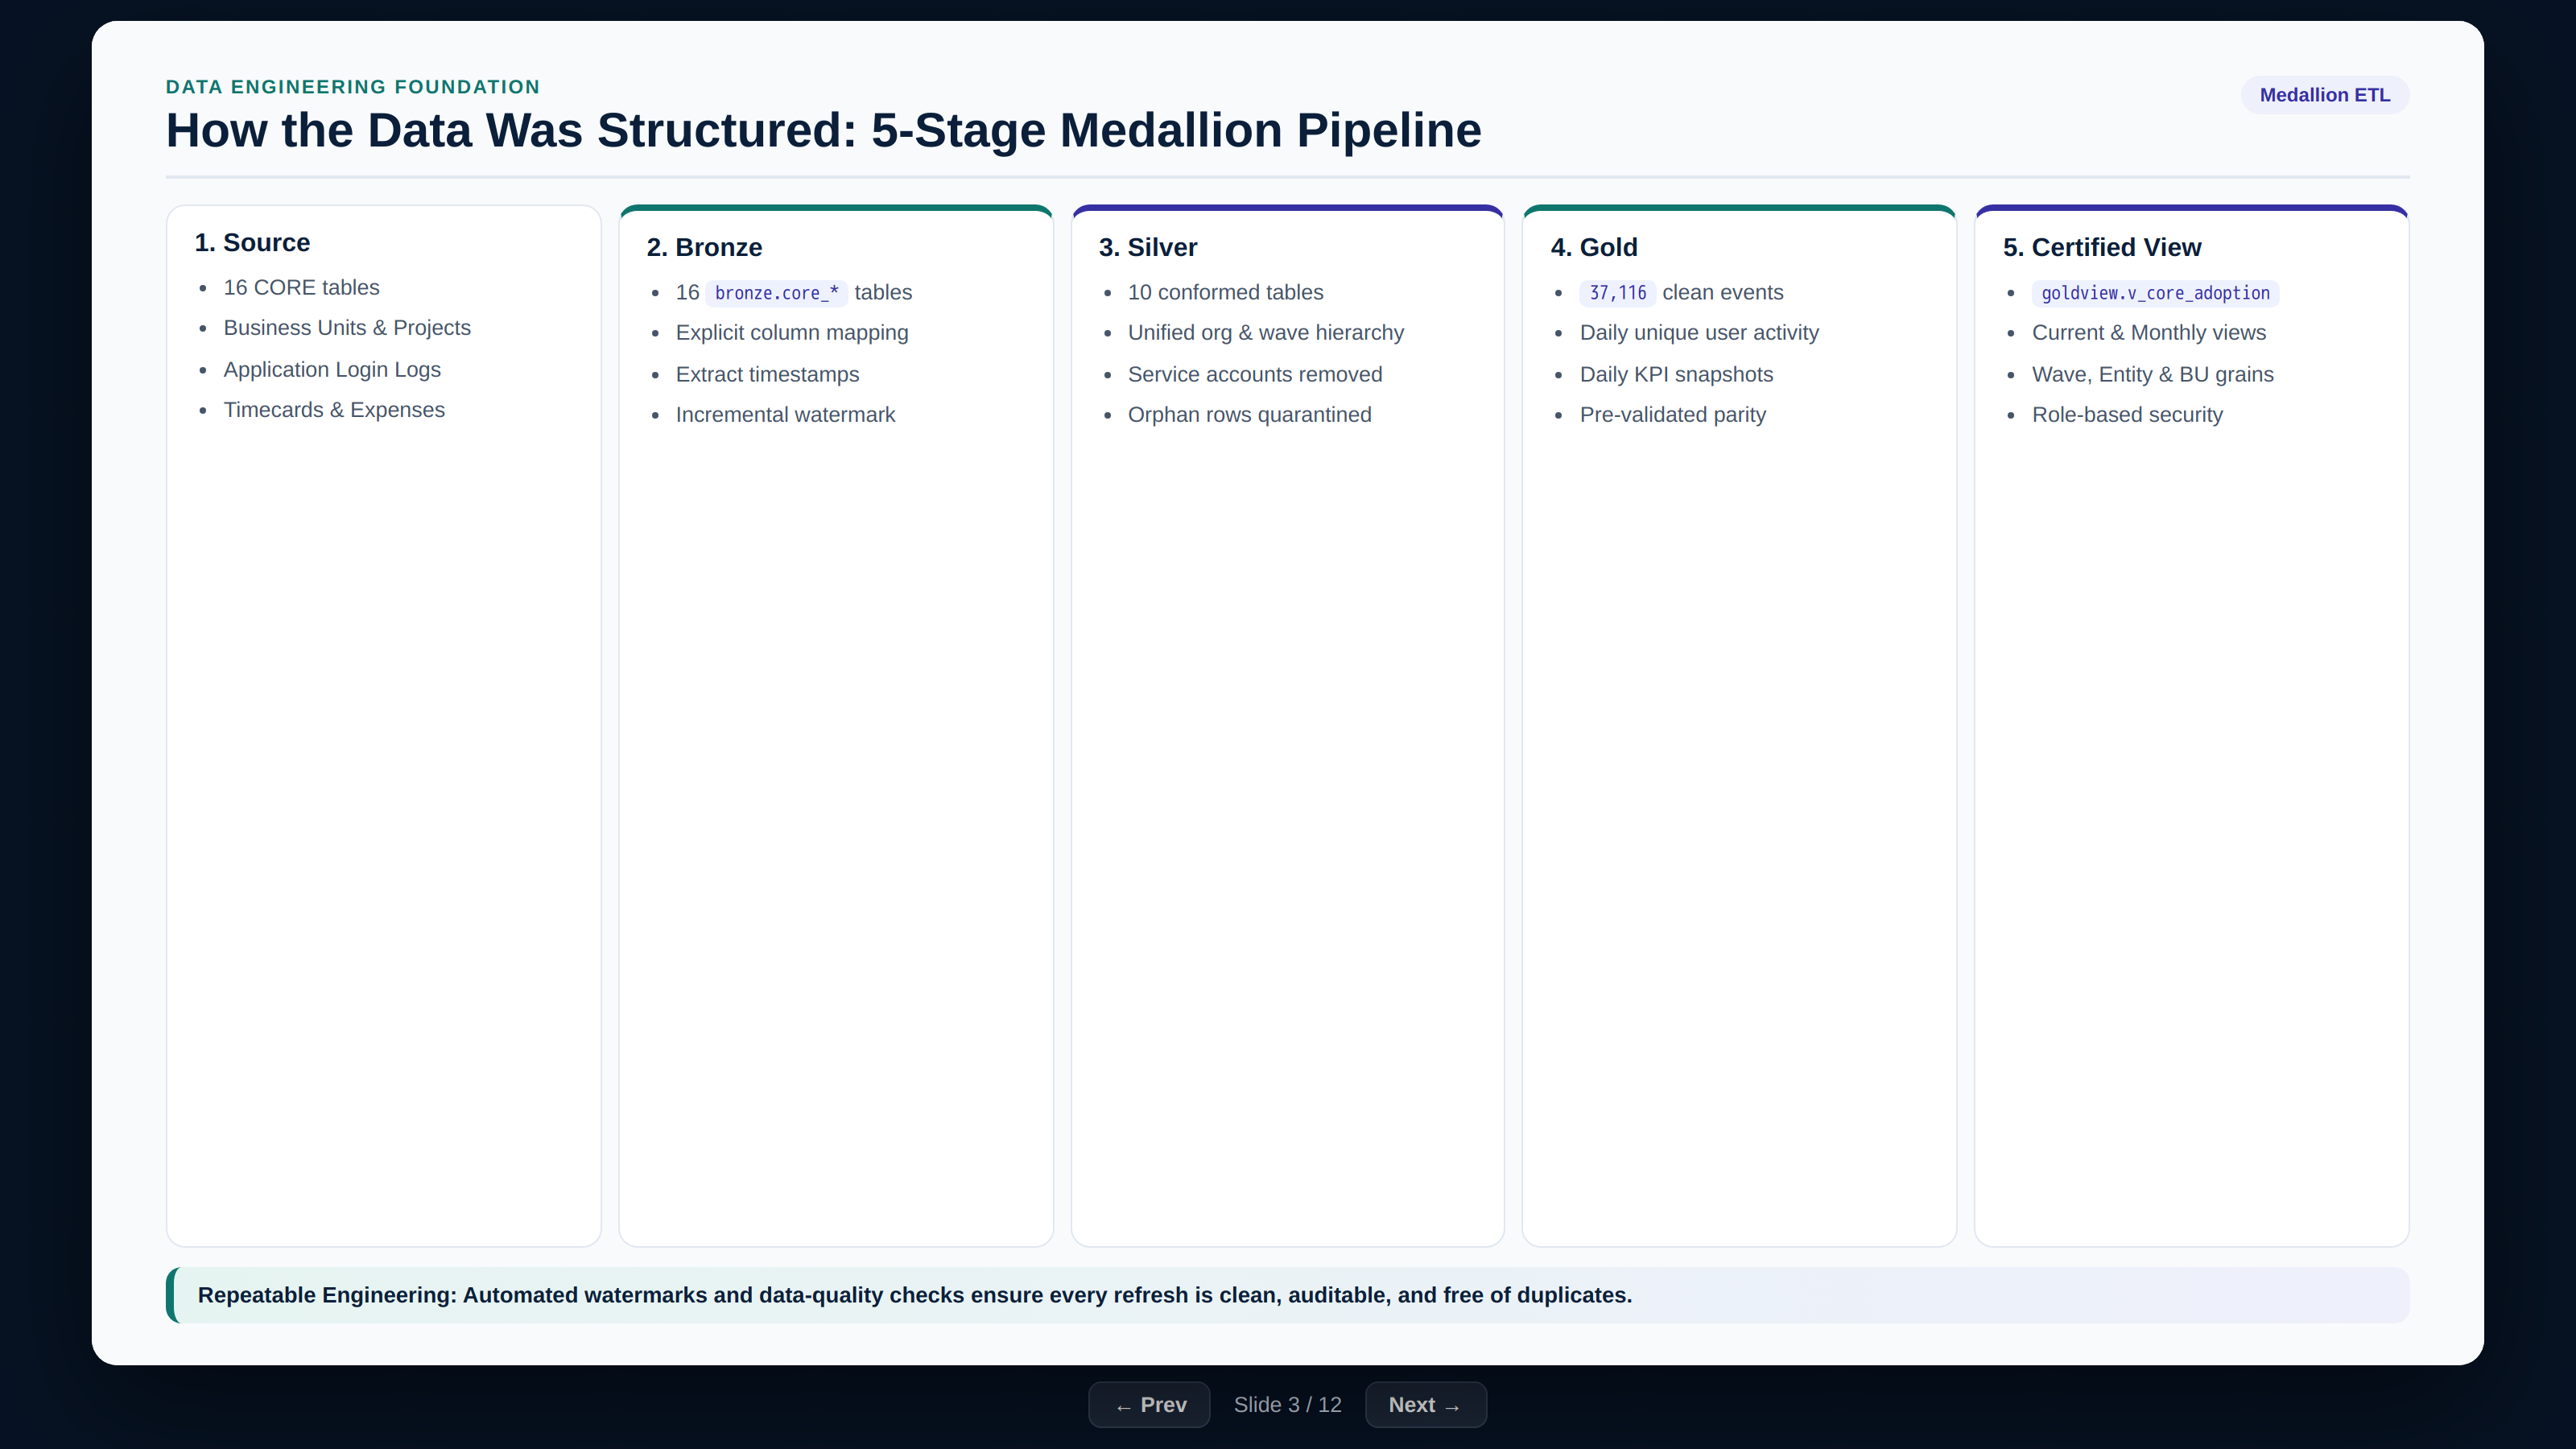 DATA ENGINEERING FOUNDATION
How the Data Was Structured: 5-Stage Medallion Pipeline
Medallion ETL
1. Source
• 16 CORE tables
• Business Units & Projects
• Application Login Logs
• Timecards & Expenses
2. Bronze
• 16 bronze.core_* tables
• Explicit column mapping
• Extract timestamps
• Incremental watermark
3. Silver
• 10 conformed tables
• Unified org & wave hierarchy
• Service accounts removed
• Orphan rows quarantined
4. Gold
• 37,116 clean events
• Daily unique user activity
• Daily KPI snapshots
• Pre-validated parity
5. Certified View
• goldview.v_core_adoption
• Current & Monthly views
• Wave, Entity & BU grains
• Role-based security
Repeatable Engineering: Automated watermarks and data-quality checks ensure every refresh is clean, auditable, and free of duplicates.
← Prev
Slide 3 / 12
Next →